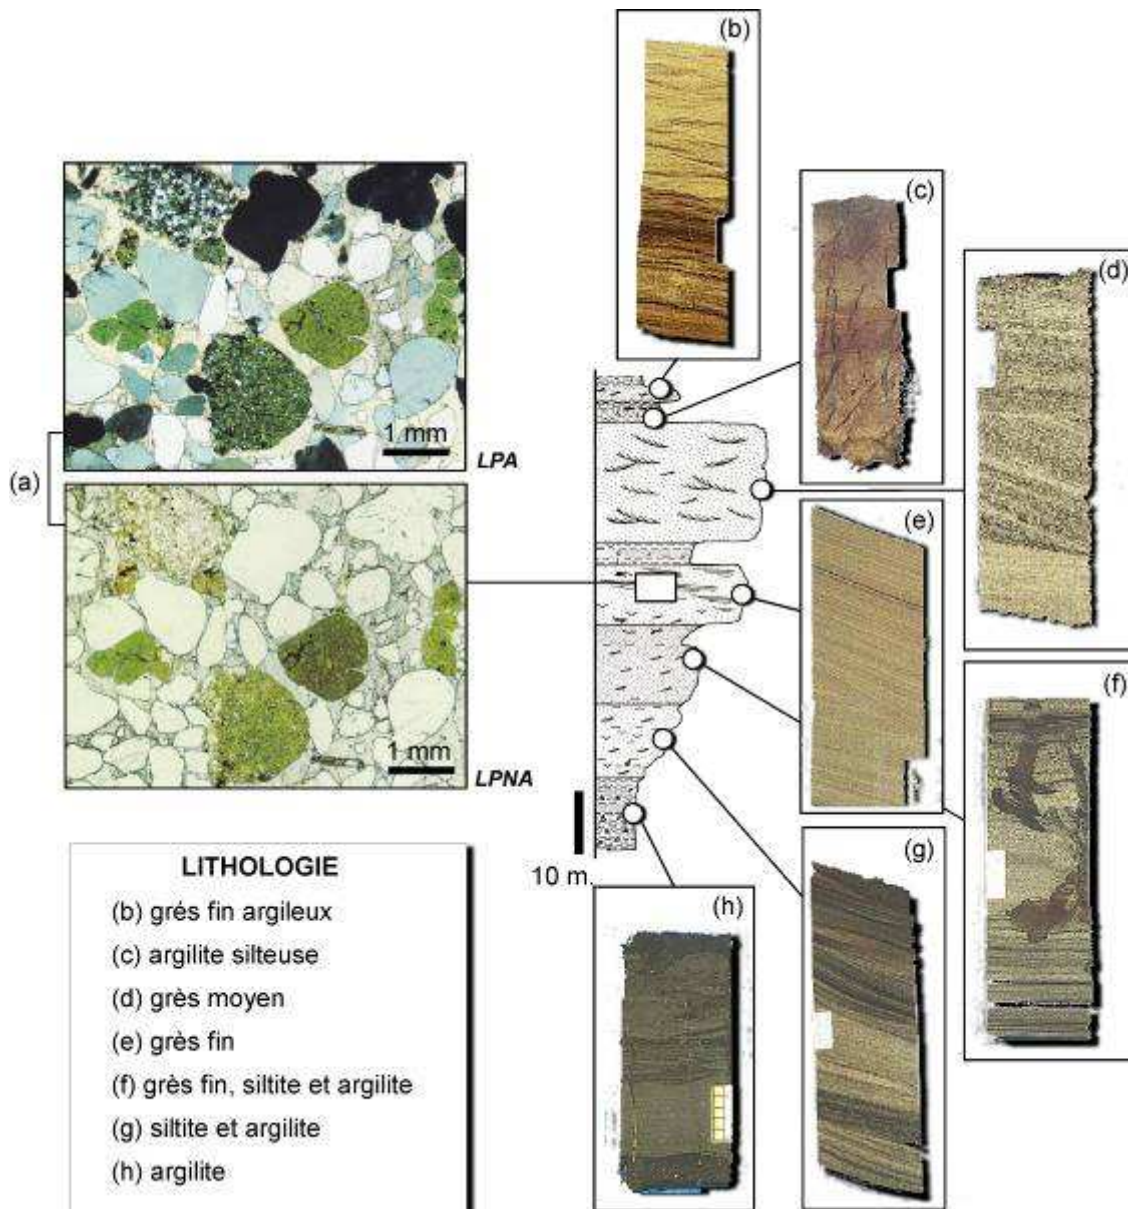 (b)
(c)
(d)
1 mm
LPA
(a)
(e)
1 mm
LPNA
(f)
10 m.
(g)
(h)
LITHOLOGIE
(b) grés fin argileux
(c) argilite silteuse
(d) grès moyen
(e) grès fin
(f) grès fin, siltite et argilite
(g) siltite et argilite
(h) argilite